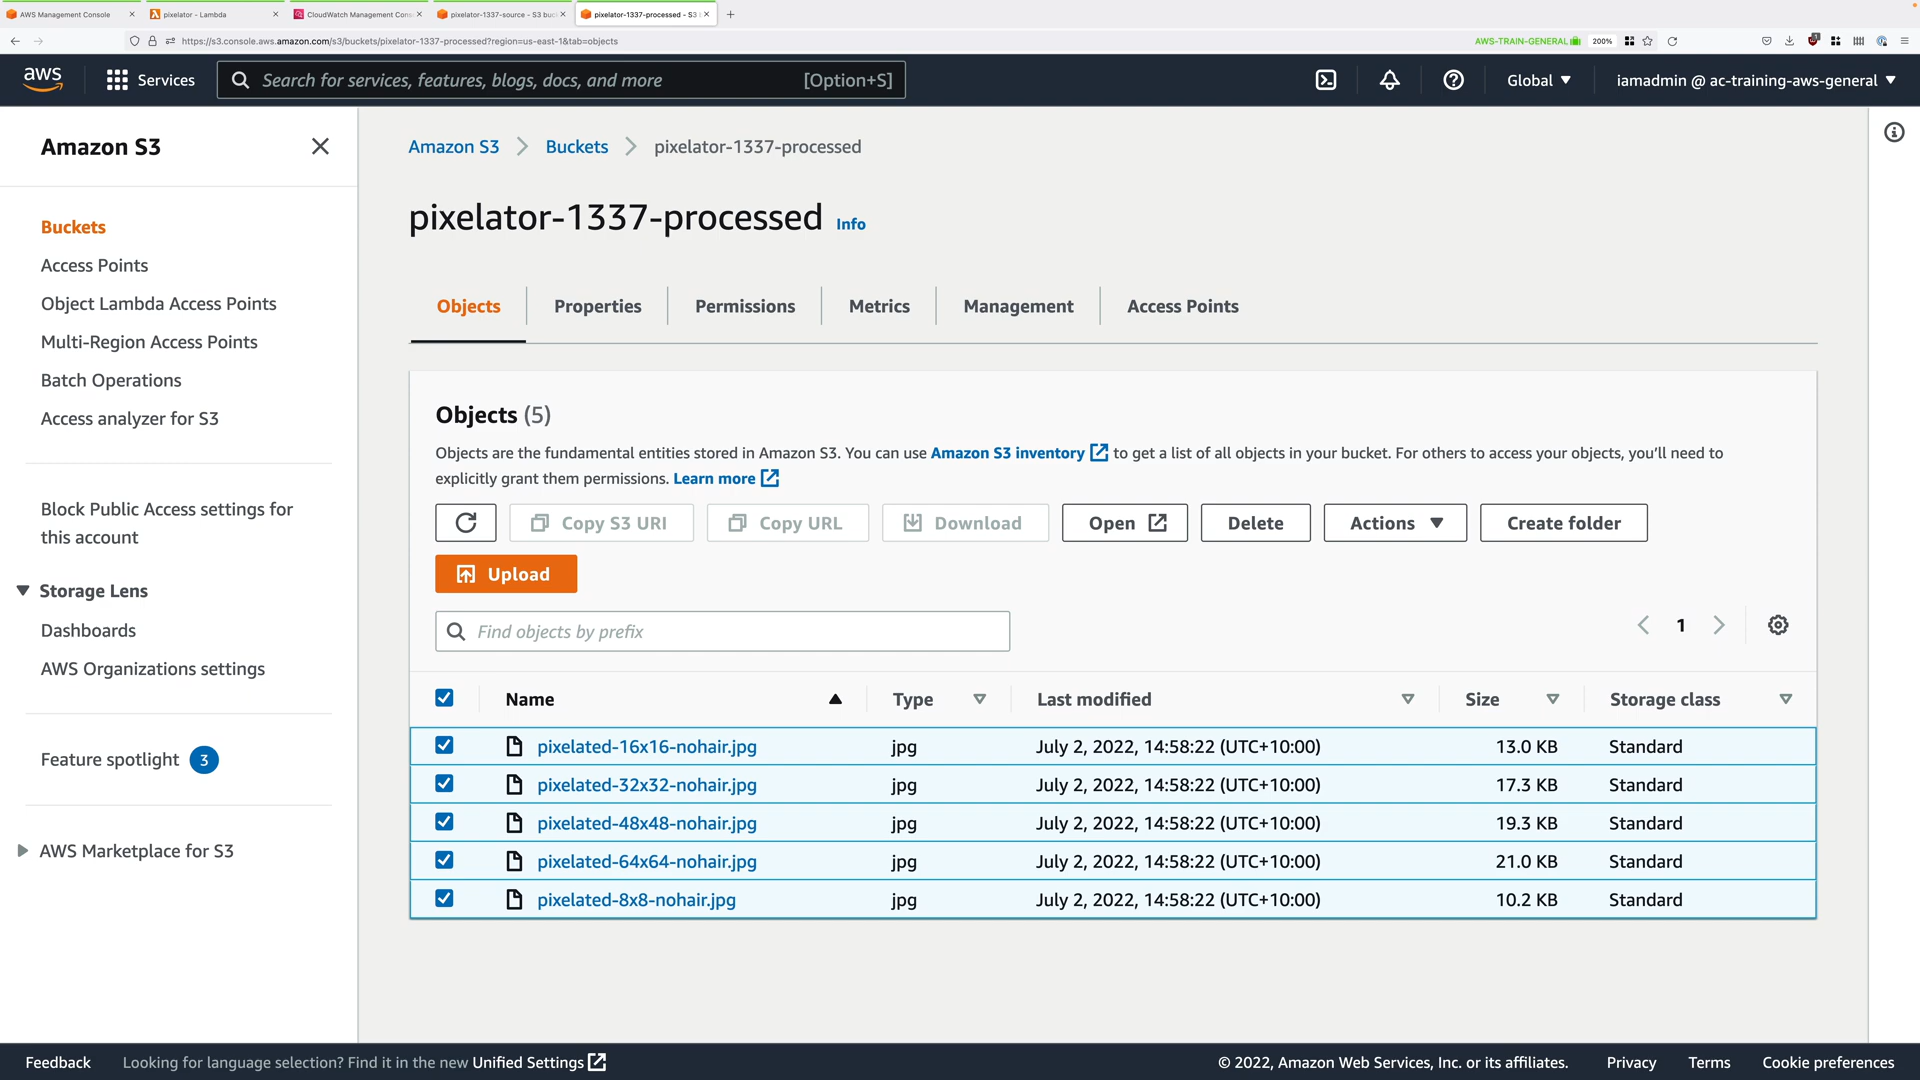 AWS Management Console
pixelator - Lambda
CloudWatch Management Cons
pixelator-1337-source - S3 buc
pixelator-1337-processed - S3
https://s3.console.aws.amazon.com/s3/buckets/pixelator-1337-processed?region=us-east-1&tab=objects
AWS-TRAIN-GENERAL
200%
aws
Services
Search for services, features, blogs, docs, and more
[Option+S]
Global
iamadmin @ ac-training-aws-general
Amazon S3
Buckets
Access Points
Object Lambda Access Points
Multi-Region Access Points
Batch Operations
Access analyzer for S3
Block Public Access settings for
this account
Storage Lens
Dashboards
AWS Organizations settings
Feature spotlight 3
AWS Marketplace for S3
Amazon S3 > Buckets > pixelator-1337-processed
pixelator-1337-processed Info
Objects
Properties
Permissions
Metrics
Management
Access Points
Objects (5)
Objects are the fundamental entities stored in Amazon S3. You can use Amazon S3 inventory to get a list of all objects in your bucket. For others to access your objects, you’ll need to
explicitly grant them permissions. Learn more
Copy S3 URI
Copy URL
Download
Open
Delete
Actions
Create folder
Upload
Find objects by prefix
1
Name Type Last modified Size Storage class
pixelated-16x16-nohair.jpg jpg July 2, 2022, 14:58:22 (UTC+10:00) 13.0 KB Standard
pixelated-32x32-nohair.jpg jpg July 2, 2022, 14:58:22 (UTC+10:00) 17.3 KB Standard
pixelated-48x48-nohair.jpg jpg July 2, 2022, 14:58:22 (UTC+10:00) 19.3 KB Standard
pixelated-64x64-nohair.jpg jpg July 2, 2022, 14:58:22 (UTC+10:00) 21.0 KB Standard
pixelated-8x8-nohair.jpg jpg July 2, 2022, 14:58:22 (UTC+10:00) 10.2 KB Standard
Feedback
Looking for language selection? Find it in the new Unified Settings
© 2022, Amazon Web Services, Inc. or its affiliates.
Privacy
Terms
Cookie preferences